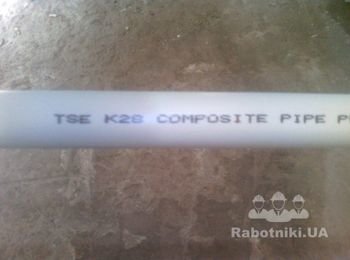 TSE K28 COMPOSITE PIPE
Rabotniki.UA